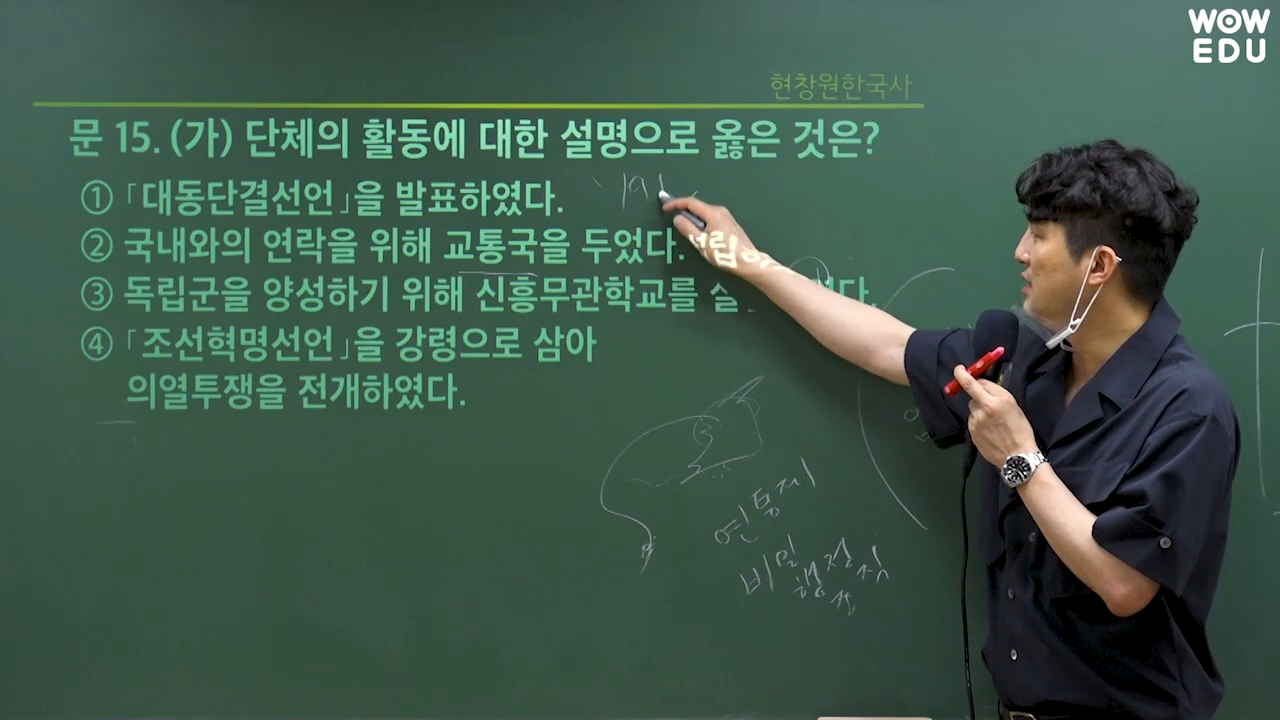 WOW
EDU
현창원한국사
문 15. (가) 단체의 활동에 대한 설명으로 옳은 것은?
① 「대동단결선언」을 발표하였다. '191
② 국내와의 연락을 위해 교통국을 두었다.
③ 독립군을 양성하기 위해 신흥무관학교를
④ 「조선혁명선언」을 강령으로 삼아
의열투쟁을 전개하였다.
연통제
비밀행정조직